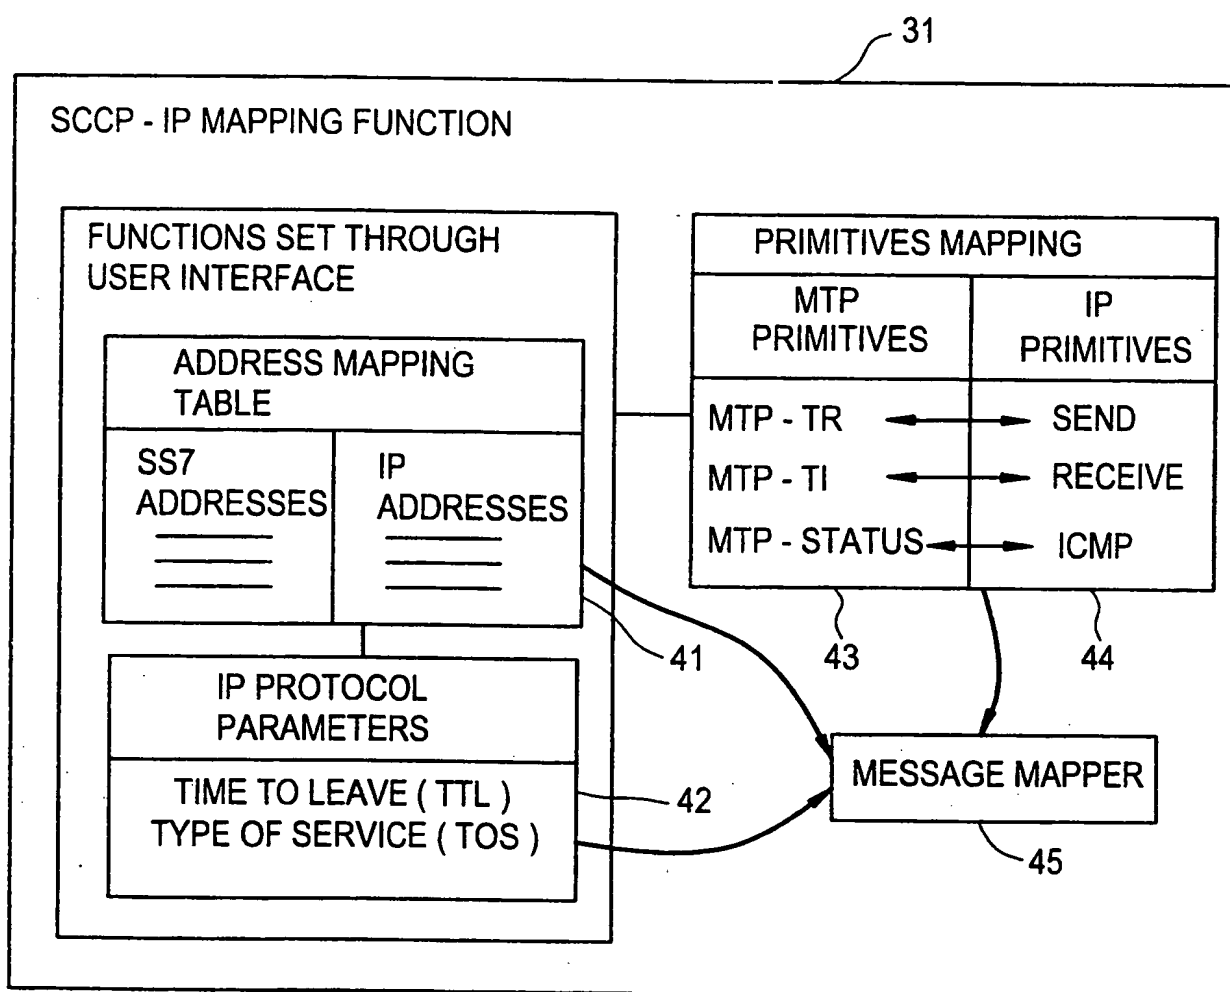 31
SCCP - IP MAPPING FUNCTION
FUNCTIONS SET THROUGH
USER INTERFACE
ADDRESS MAPPING
TABLE
SS7
ADDRESSES
IP
ADDRESSES
41
IP PROTOCOL
PARAMETERS
TIME TO LEAVE ( TTL )
TYPE OF SERVICE ( TOS )
42
PRIMITIVES MAPPING
MTP
PRIMITIVES
IP
PRIMITIVES
MTP - TR
SEND
MTP - TI
RECEIVE
MTP - STATUS
ICMP
43
44
MESSAGE MAPPER
45